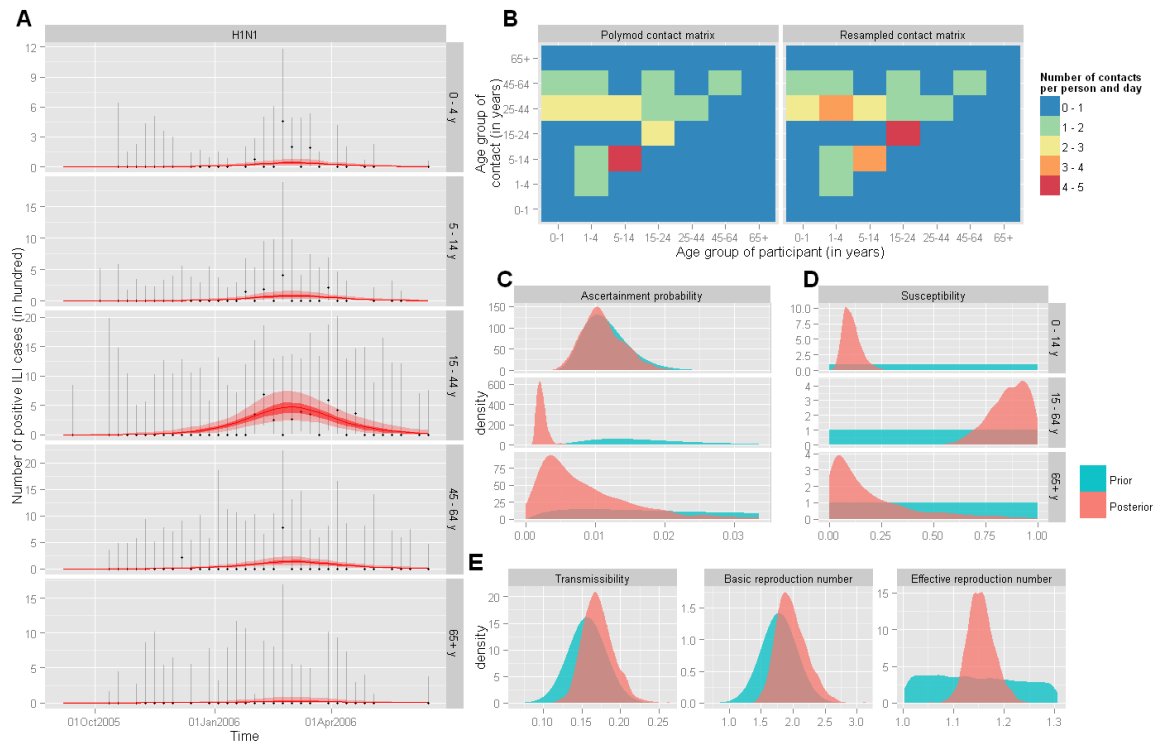 A
H1N1
Number of positive ILI cases (in hundred)
12
9
6
3
0
0 - 4 y
15
10
5
0
5 - 14 y
20
15
10
5
0
15 - 44 y
20
15
10
5
0
45 - 64 y
15
10
5
0
65+ y
01Oct2005
01Jan2006
01Apr2006
Time
B
Polymod contact matrix
Resampled contact matrix
Age group of
contact (in years)
65+
45-64
25-44
15-24
5-14
1-4
0-1
0-1
1-4
5-14
15-24
25-44
45-64
65+
0-1
1-4
5-14
15-24
25-44
45-64
65+
Age group of participant (in years)
Number of contacts
per person and day
0 - 1
1 - 2
2 - 3
3 - 4
4 - 5
C
Ascertainment probability
density
150
100
50
0
600
400
200
0
75
50
25
0
0.00
0.01
0.02
0.03
D
Susceptibility
10.0
7.5
5.0
2.5
0.0
0 - 14 y
4
3
2
1
0
15 - 64 y
4
3
2
1
0
65+ y
0.00
0.25
0.50
0.75
1.00
Prior
Posterior
E
Transmissibility
density
20
15
10
5
0
0.10
0.15
0.20
0.25
Basic reproduction number
1.5
1.0
0.5
0.0
1.0
1.5
2.0
2.5
3.0
Effective reproduction number
15
10
5
0
1.0
1.1
1.2
1.3